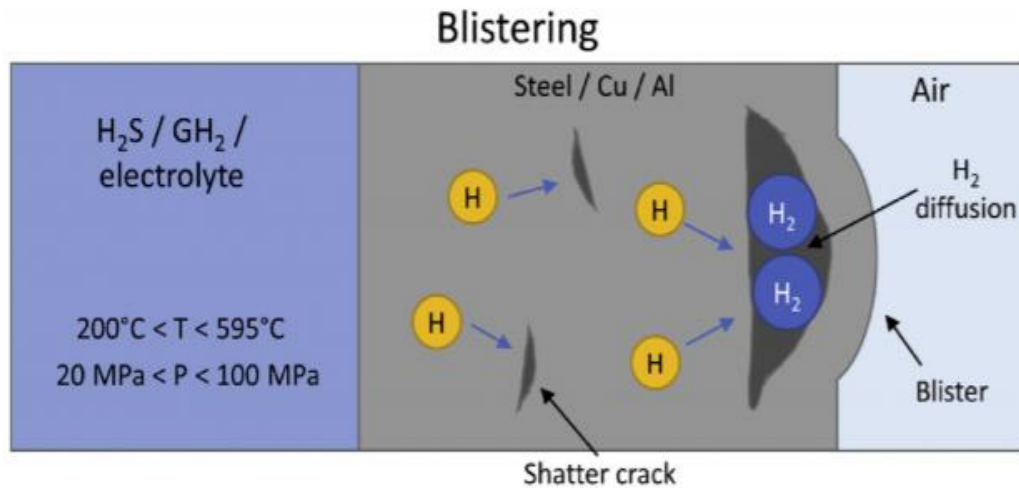 Blistering
H₂S / GH₂ /
electrolyte
200°C < T < 595°C
20 MPa < P < 100 MPa
Steel / Cu / Al
H
H
H
H
H₂
H₂
Shatter crack
Air
H₂
diffusion
Blister